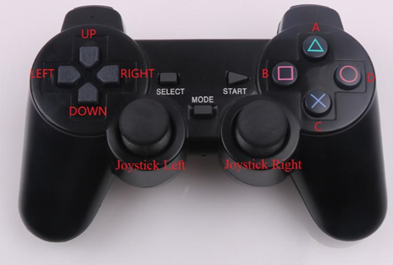 UP
A
LEFT
RIGHT
B
D
SELECT
START
MODE
DOWN
C
Joystick Left
Joystick Right